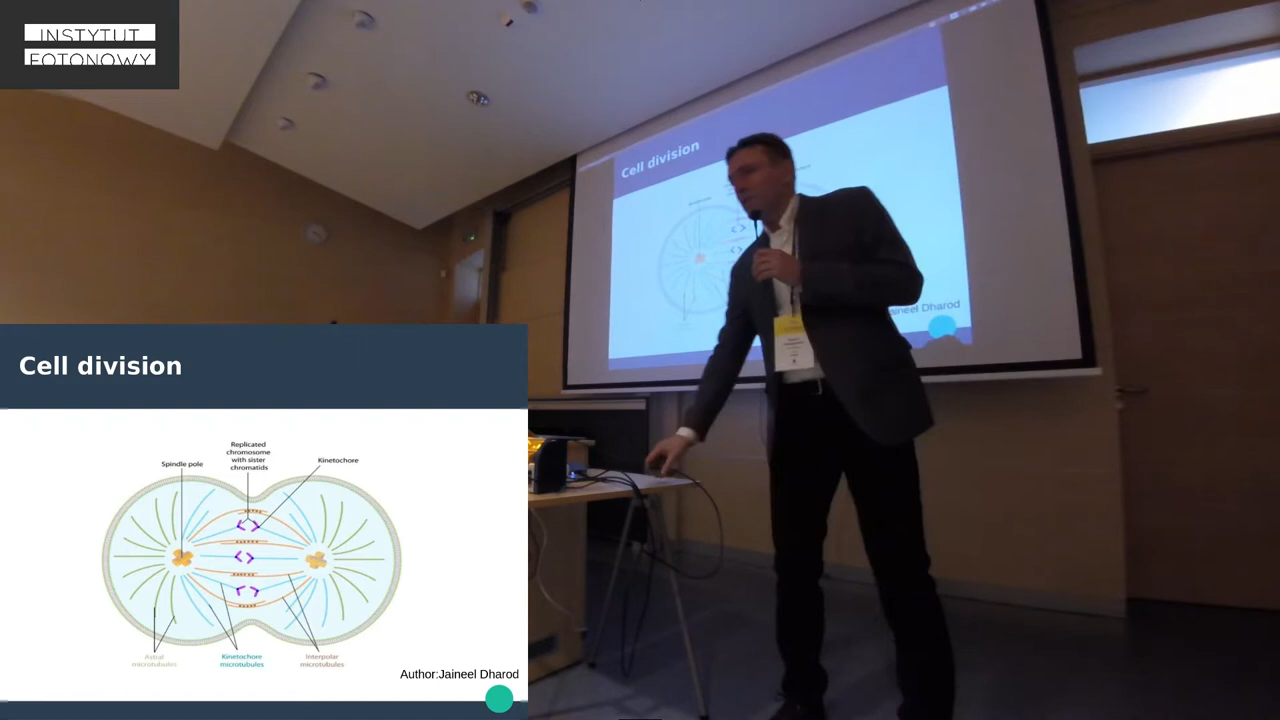 INSTYTUT
FOTONOWY
Cell division
Cell division
Jaineel Dharod
Replicated
chromosome
with sister
chromatids
Spindle pole
Kinetochore
Astral
microtubules
Kinetochore
microtubules
Interpolar
microtubules
Author:Jaineel Dharod